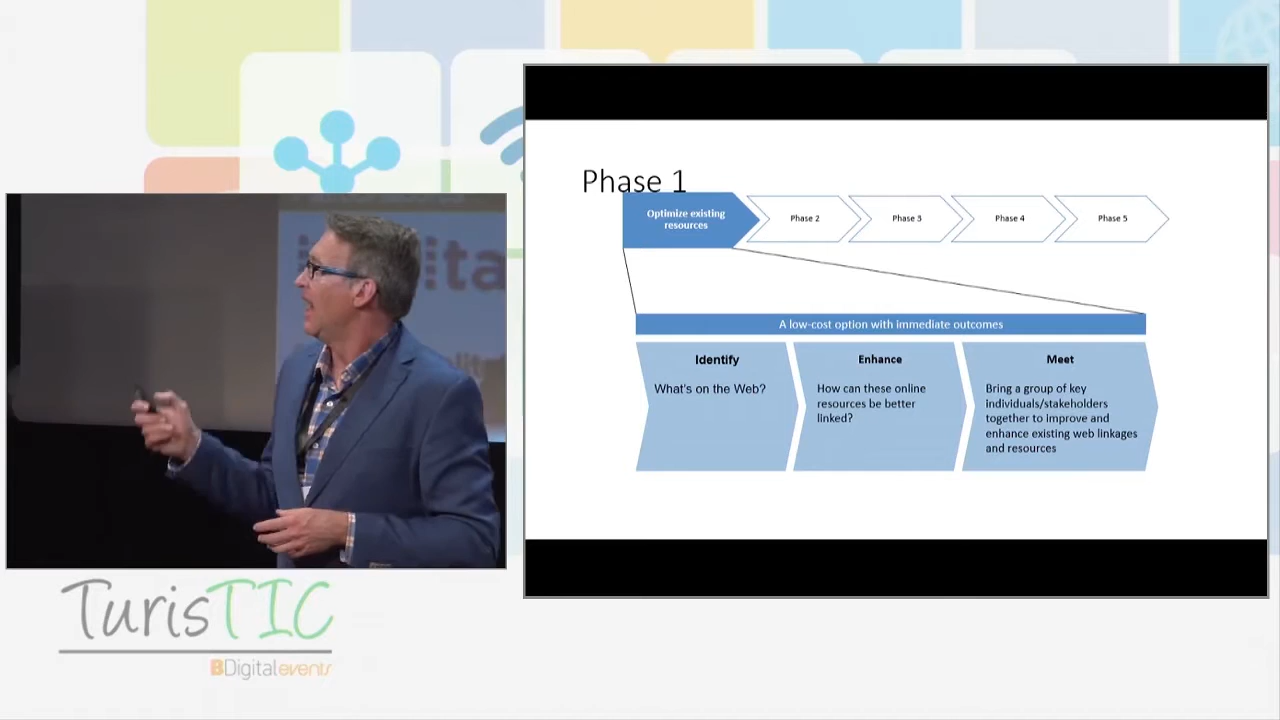 Phase 1
Optimize existing
resources
Phase 2
Phase 3
Phase 4
Phase 5
A low-cost option with immediate outcomes
Identify
What's on the Web?
Enhance
How can these online
resources be better
linked?
Meet
Bring a group of key
individuals/stakeholders
together to improve and
enhance existing web linkages
and resources
TurisTIC
BDigitalevents